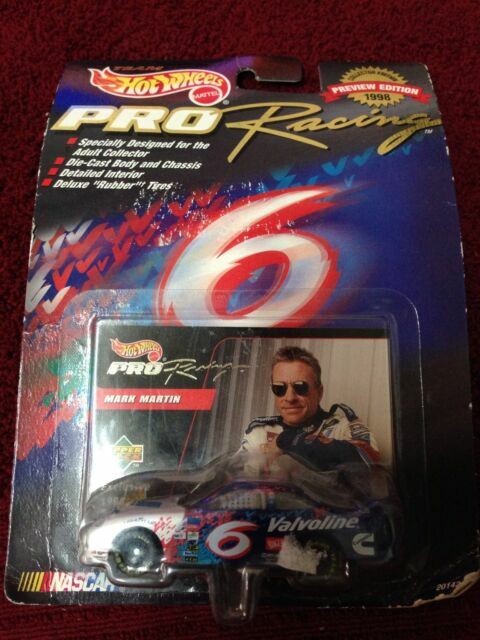 TEAM
Hot Wheels
MATTEL
PRO Racing
COLLECTOR
PREVIEW EDITION
1998
Specially Designed for the
Adult Collector
Die-Cast Body and Chassis
Detailed Interior
Deluxe "Rubber" Tires
6
Hot Wheels
PRO Racing
MARK MARTIN
UPPER
DECK
6 Valvoline
NASCAR